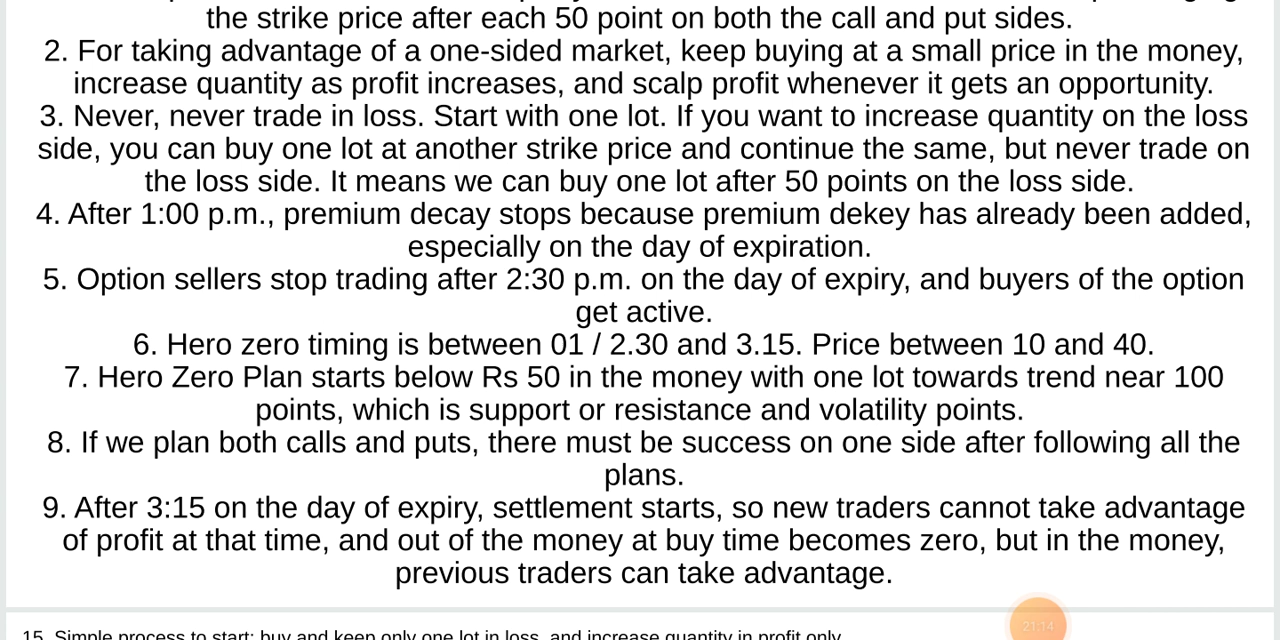 the strike price after each 50 point on both the call and put sides.
2. For taking advantage of a one-sided market, keep buying at a small price in the money,
increase quantity as profit increases, and scalp profit whenever it gets an opportunity.
3. Never, never trade in loss. Start with one lot. If you want to increase quantity on the loss
side, you can buy one lot at another strike price and continue the same, but never trade on
the loss side. It means we can buy one lot after 50 points on the loss side.
4. After 1:00 p.m., premium decay stops because premium dekey has already been added,
especially on the day of expiration.
5. Option sellers stop trading after 2:30 p.m. on the day of expiry, and buyers of the option
get active.
6. Hero zero timing is between 01 / 2.30 and 3.15. Price between 10 and 40.
7. Hero Zero Plan starts below Rs 50 in the money with one lot towards trend near 100
points, which is support or resistance and volatility points.
8. If we plan both calls and puts, there must be success on one side after following all the
plans.
9. After 3:15 on the day of expiry, settlement starts, so new traders cannot take advantage
of profit at that time, and out of the money at buy time becomes zero, but in the money,
previous traders can take advantage.
21:14
15. Simple process to start: buy and keep only one lot in loss, and increase quantity in profit only